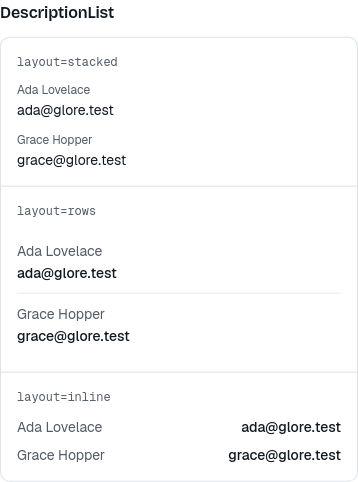 DescriptionList
layout=stacked
Ada Lovelace
ada@glore.test
Grace Hopper
grace@glore.test
layout=rows
Ada Lovelace
ada@glore.test
Grace Hopper
grace@glore.test
layout=inline
Ada Lovelace ada@glore.test
Grace Hopper grace@glore.test